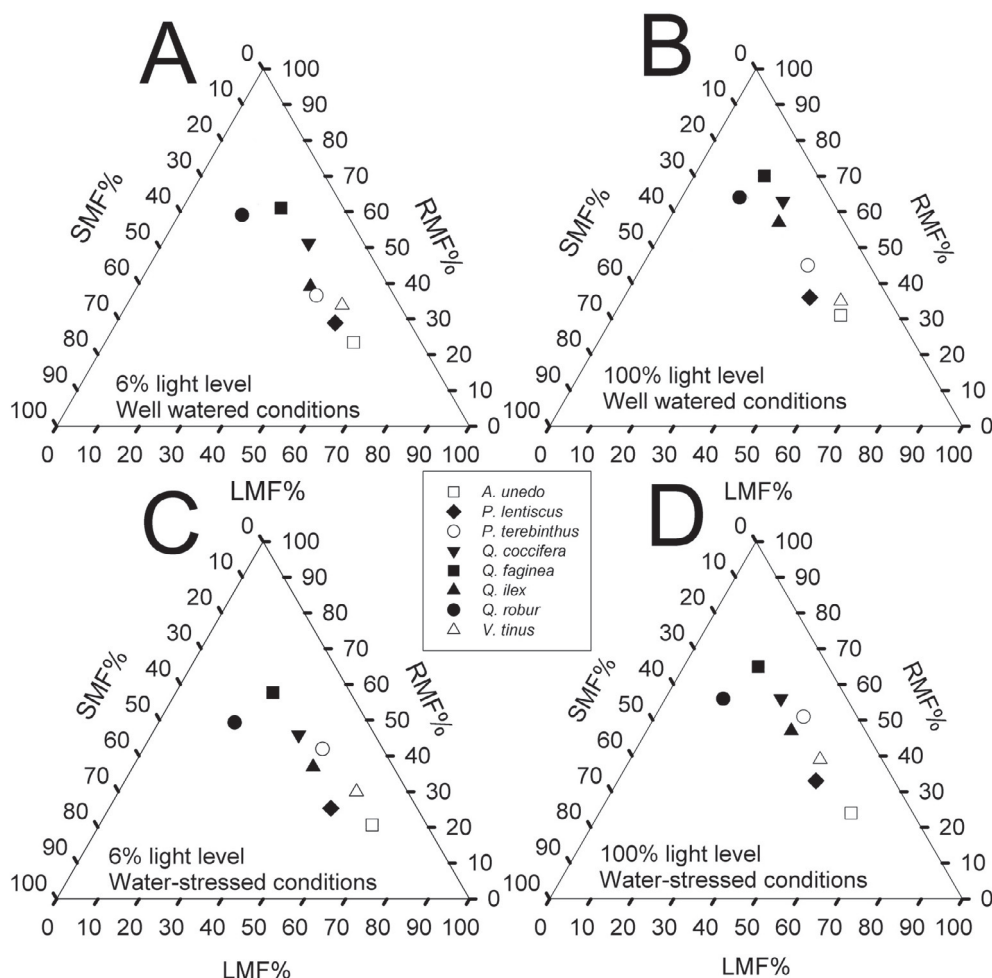 A
0
100
10
90
20
80
30
70
40
60
50
50
60
40
70
30
80
20
90
10
100
0
SMF%
RMF%
6% light level
Well watered conditions
0 10 20 30 40 50 60 70 80 90 100
LMF%
B
0
100
10
90
20
80
30
70
40
60
50
50
60
40
70
30
80
20
90
10
100
0
SMF%
RMF%
100% light level
Well watered conditions
0 10 20 30 40 50 60 70 80 90 100
LMF%
A. unedo
P. lentiscus
P. terebinthus
Q. coccifera
Q. faginea
Q. ilex
Q. robur
V. tinus
C
0
100
10
90
20
80
30
70
40
60
50
50
60
40
70
30
80
20
90
10
100
0
SMF%
RMF%
6% light level
Water-stressed conditions
0 10 20 30 40 50 60 70 80 90 100
LMF%
D
0
100
10
90
20
80
30
70
40
60
50
50
60
40
70
30
80
20
90
10
100
0
SMF%
RMF%
100% light level
Water-stressed conditions
0 10 20 30 40 50 60 70 80 90 100
LMF%